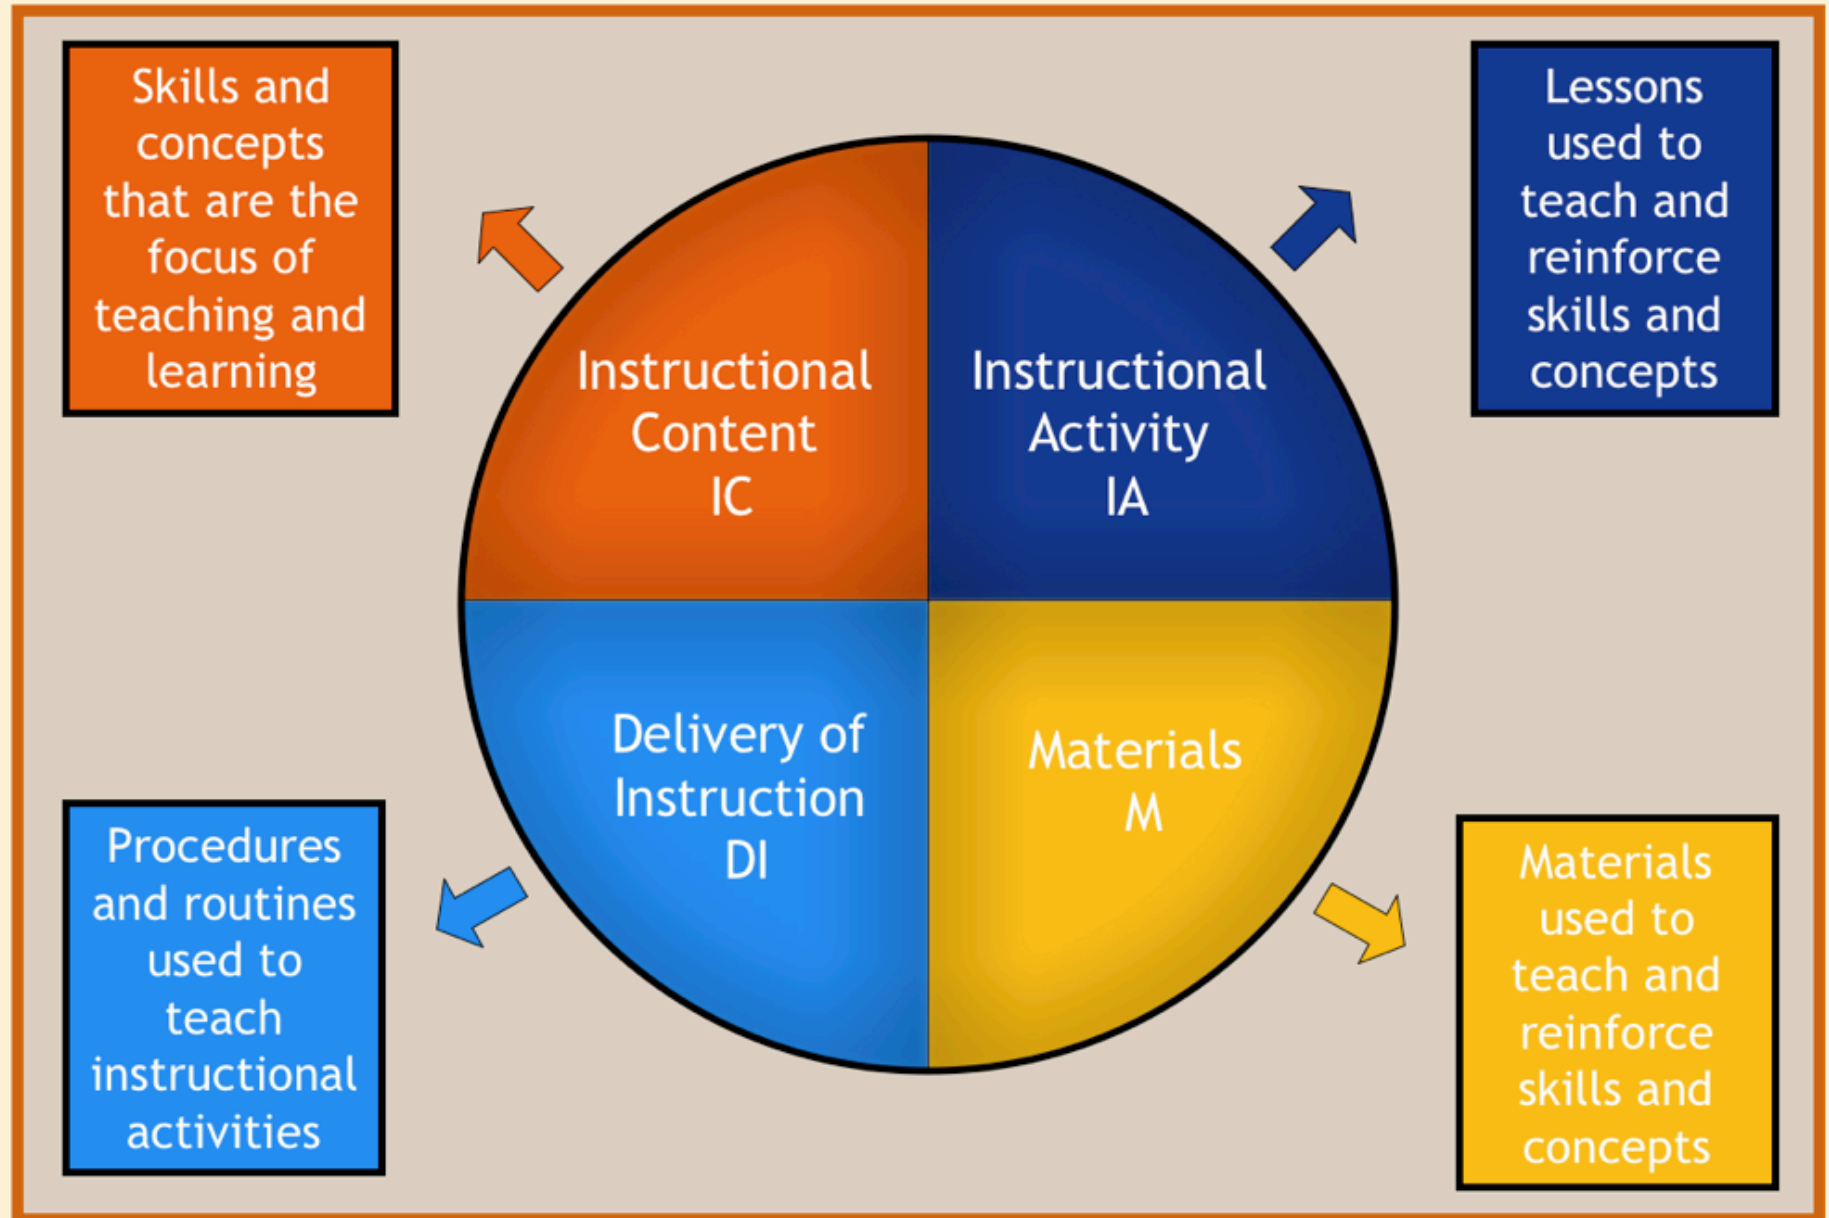 Skills and
concepts
that are the
focus of
teaching and
learning
Lessons
used to
teach and
reinforce
skills and
concepts
Instructional
Content
IC
Instructional
Activity
IA
Delivery of
Instruction
DI
Materials
M
Procedures
and routines
used to
teach
instructional
activities
Materials
used to
teach and
reinforce
skills and
concepts